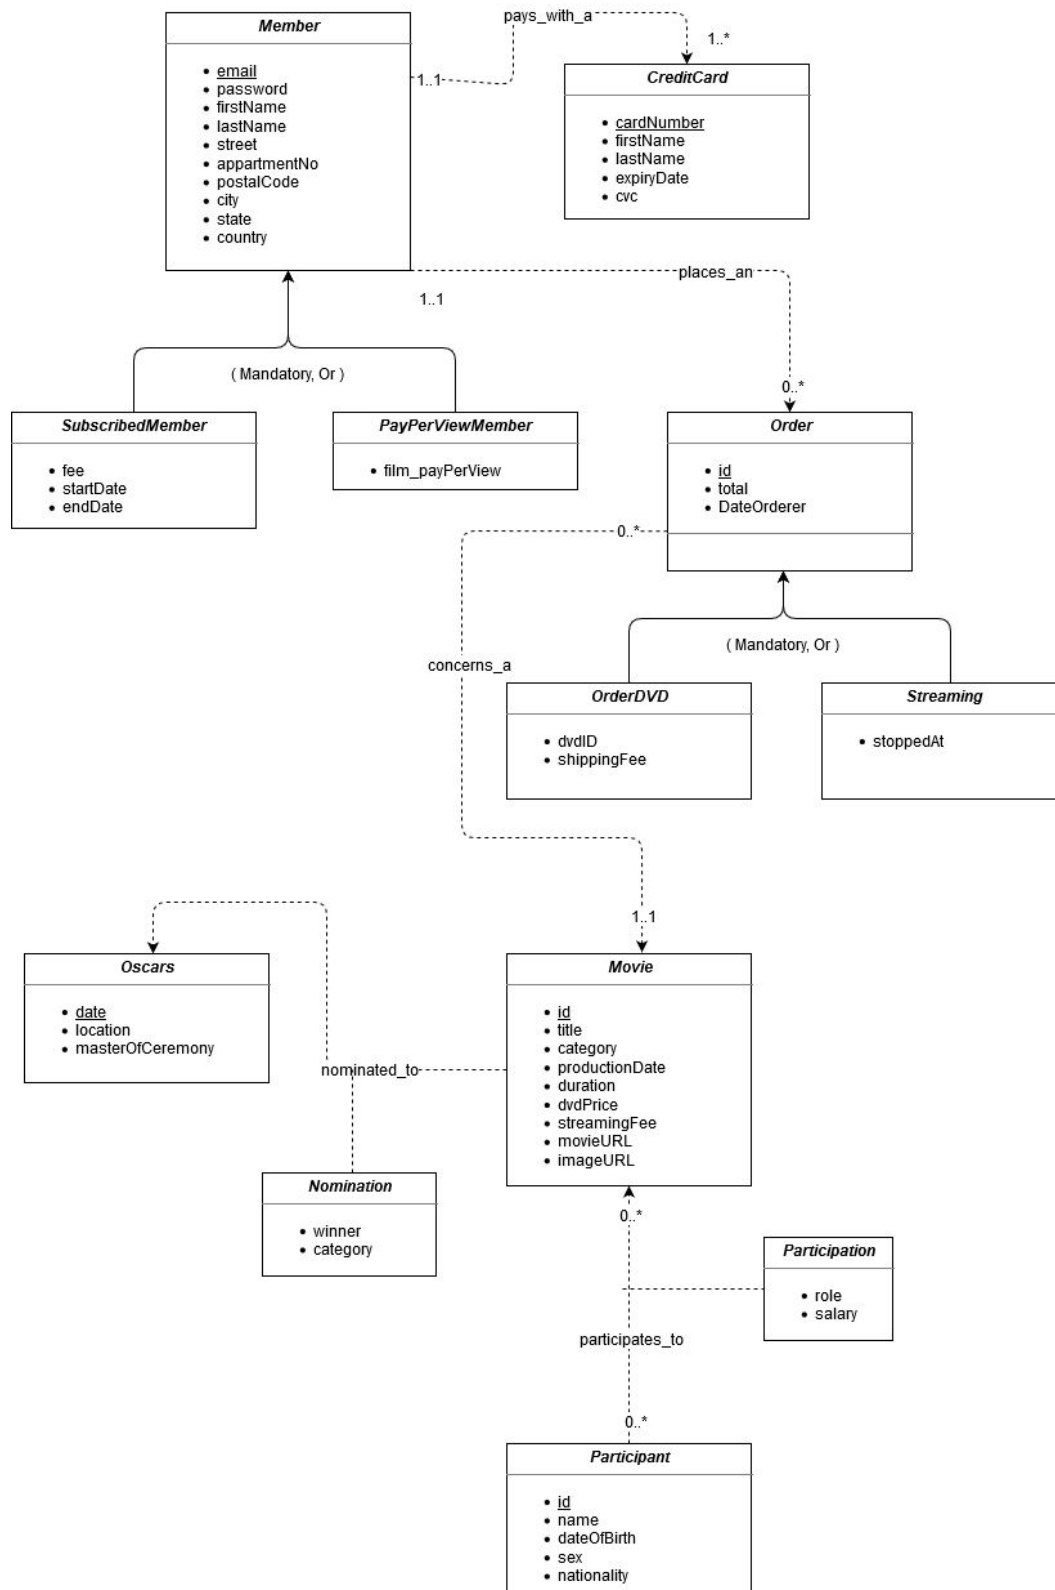 pays_with_a
Member
1..*
1..1
CreditCard
email
password
firstName
lastName
street
appartmentNo
postalCode
city
state
country
cardNumber
firstName
lastName
expiryDate
cvc
places_an
1..1
( Mandatory, Or )
0..*
SubscribedMember
fee
startDate
endDate
PayPerViewMember
film_payPerView
Order
id
total
DateOrderer
0..*
( Mandatory, Or )
concerns_a
OrderDVD
dvdID
shippingFee
Streaming
stoppedAt
1..1
Oscars
date
location
masterOfCeremony
Movie
id
title
category
productionDate
duration
dvdPrice
streamingFee
movieURL
imageURL
nominated_to
Nomination
winner
category
0..*
Participation
role
salary
participates_to
0..*
Participant
id
name
dateOfBirth
sex
nationality